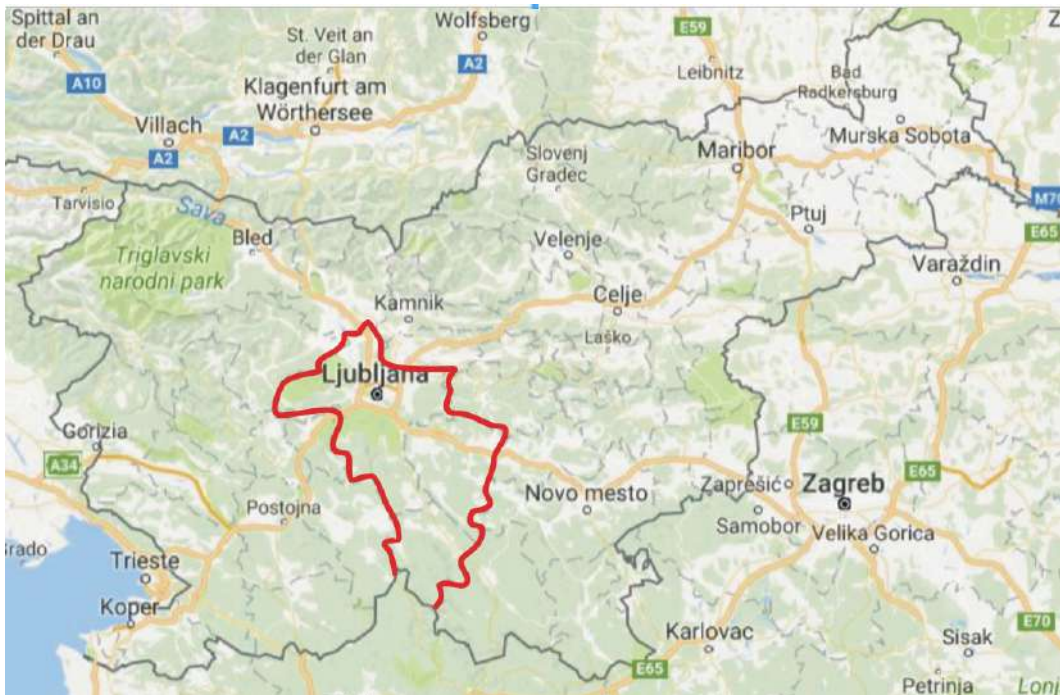 Spittal an
der Drau
Wolfsberg
St. Veit an
der Glan
E59
Leibnitz
Bad
Radkersburg
Z
A10
A2
Klagenfurt am
Wörthersee
Villach
A2
A2
Murska Sobota
Maribor
Slovenj
Gradec
Tarvisio
Sava
Bled
Velenje
Ptuj
M70
E65
Triglavski
narodni park
Varaždin
Kamnik
Celje
Laško
Ljubljana
Gorizia
A34
E59
E65
Postojna
Novo mesto
Zaprešić
Zagreb
Samobor
Velika Gorica
Grado
Trieste
Koper
Karlovac
E70
Sisak
E65
Petrinja
Lonj